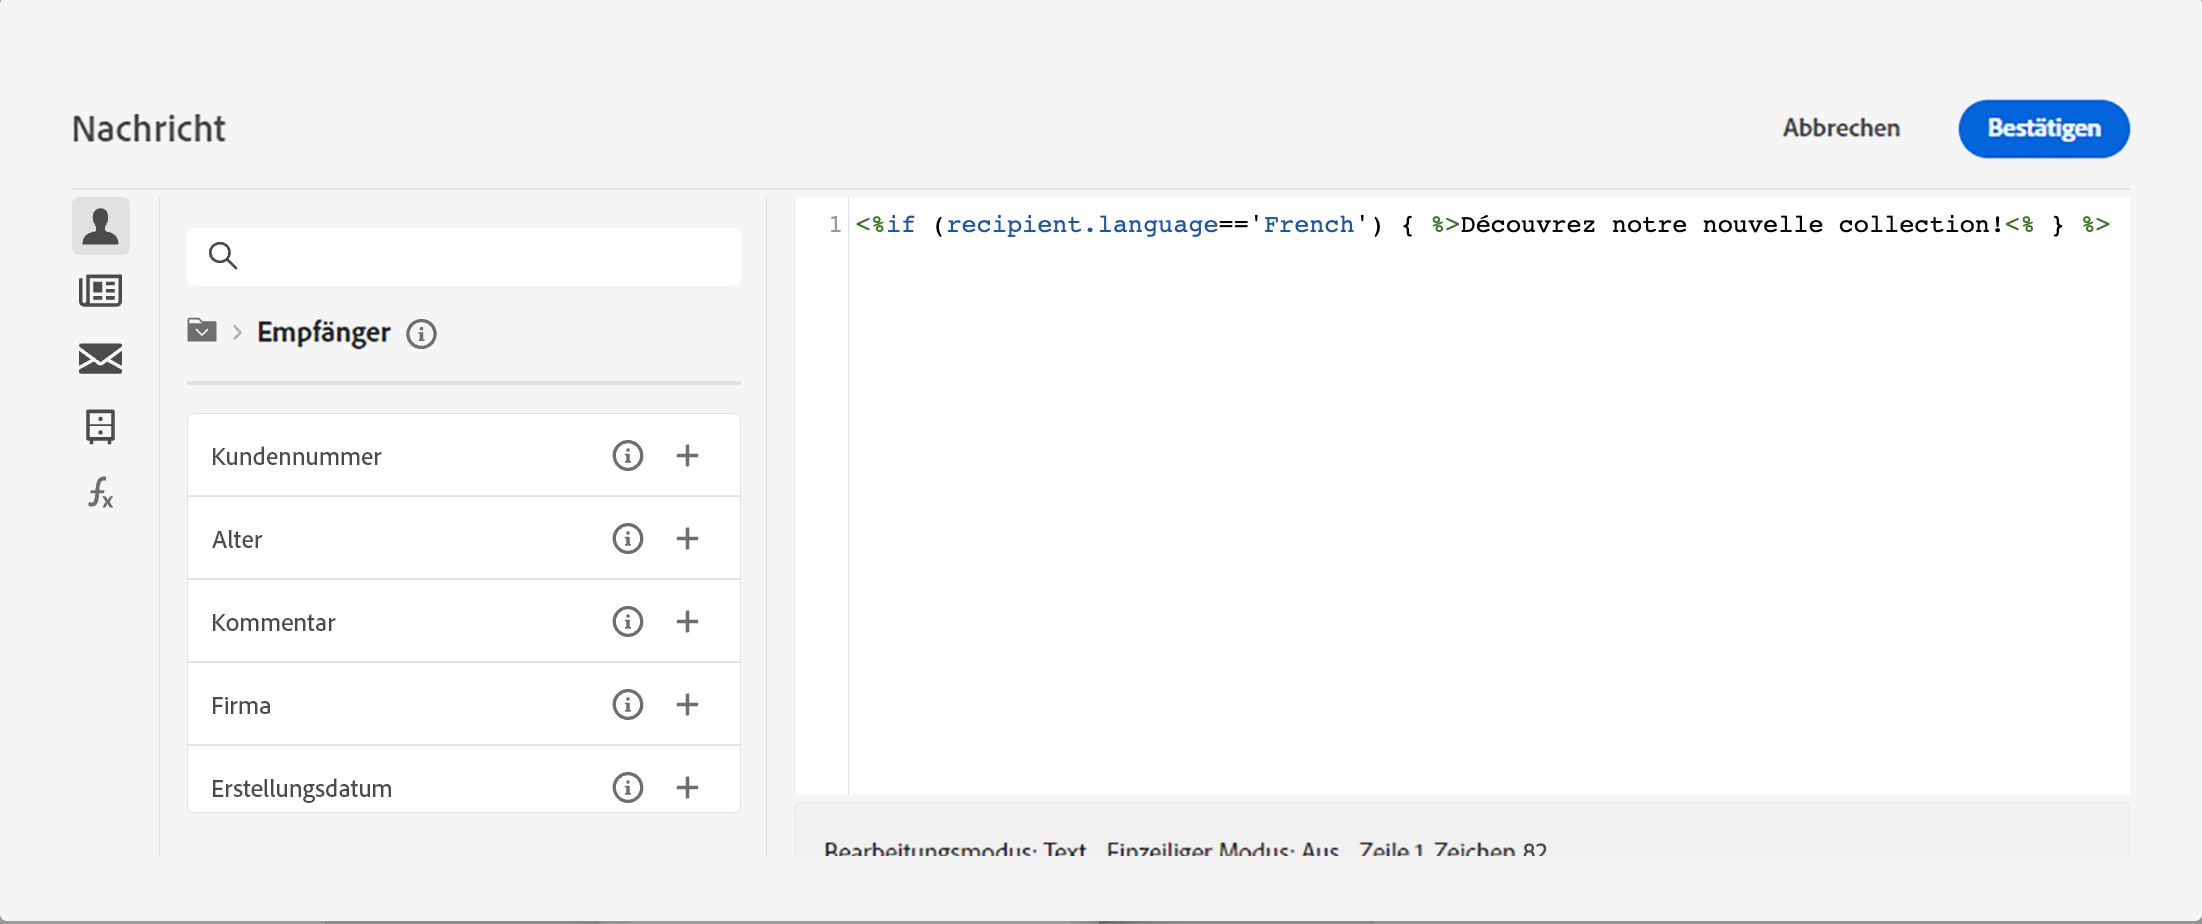 Nachricht
Abbrechen
Bestätigen
Empfänger
Kundennummer
Alter
Kommentar
Firma
Erstellungsdatum
1 <%if (recipient.language=='French') { %>Découvrez notre nouvelle collection!<% } %>
Bearbeitungsmodus: Text Einzeiliger Modus: Aus Zeile 1 Zeichen 82